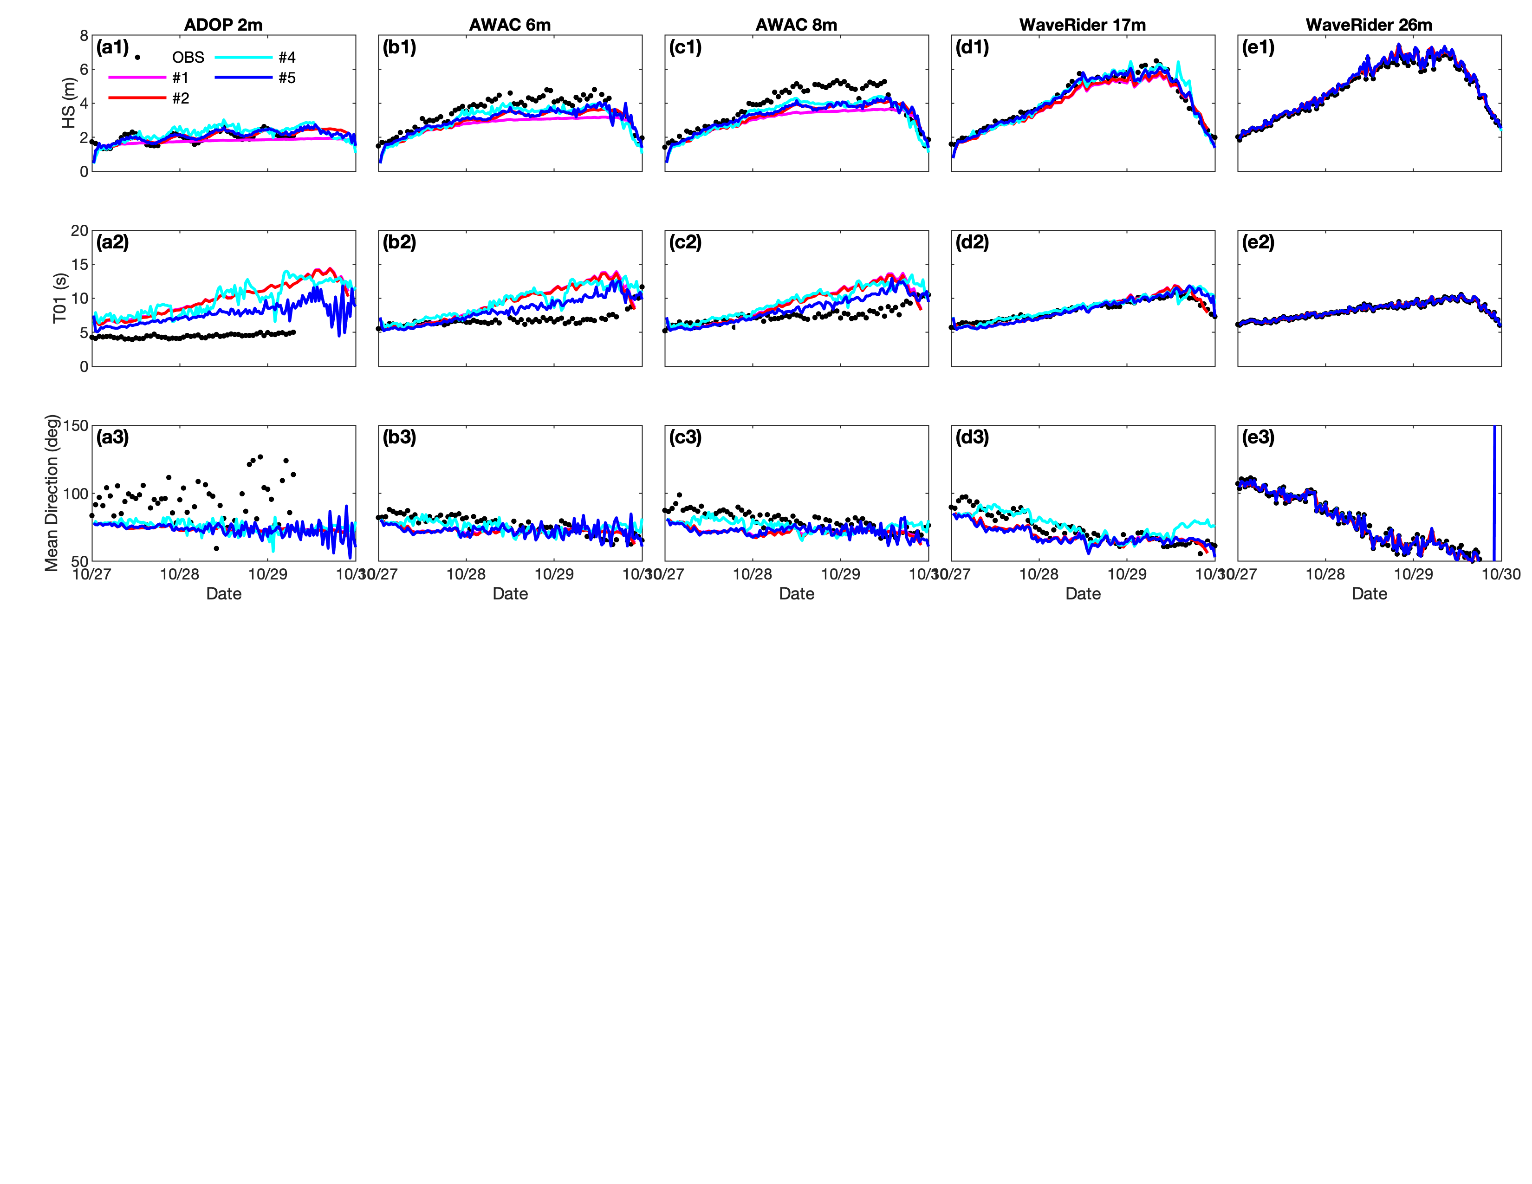 ADOP 2m AWAC 6m AWAC 8m WaveRider 17m WaveRider 26m
HS (m)
8
6
4
2
0
(a1) (b1) (c1) (d1) (e1)
OBS #4
#1 #5
#2
T01 (s)
20
15
10
5
0
(a2) (b2) (c2) (d2) (e2)
Mean Direction (deg)
150
100
50
(a3) (b3) (c3) (d3) (e3)
10/27 10/28 10/29 10/30/27 10/28 10/29 10/30/27 10/28 10/29 10/30/27 10/28 10/29 10/30/27 10/28 10/29 10/30
Date Date Date Date Date